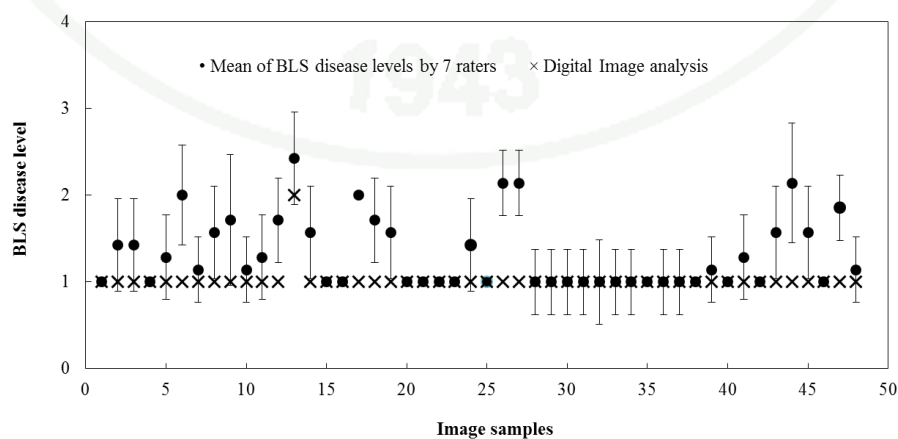 4
• Mean of BLS disease levels by 7 raters × Digital Image analysis
1943
3
BLS disease level
2
1
0
0 5 10 15 20 25 30 35 40 45 50
Image samples